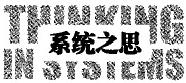 THINKING
系统之思
IN SYSTEMS